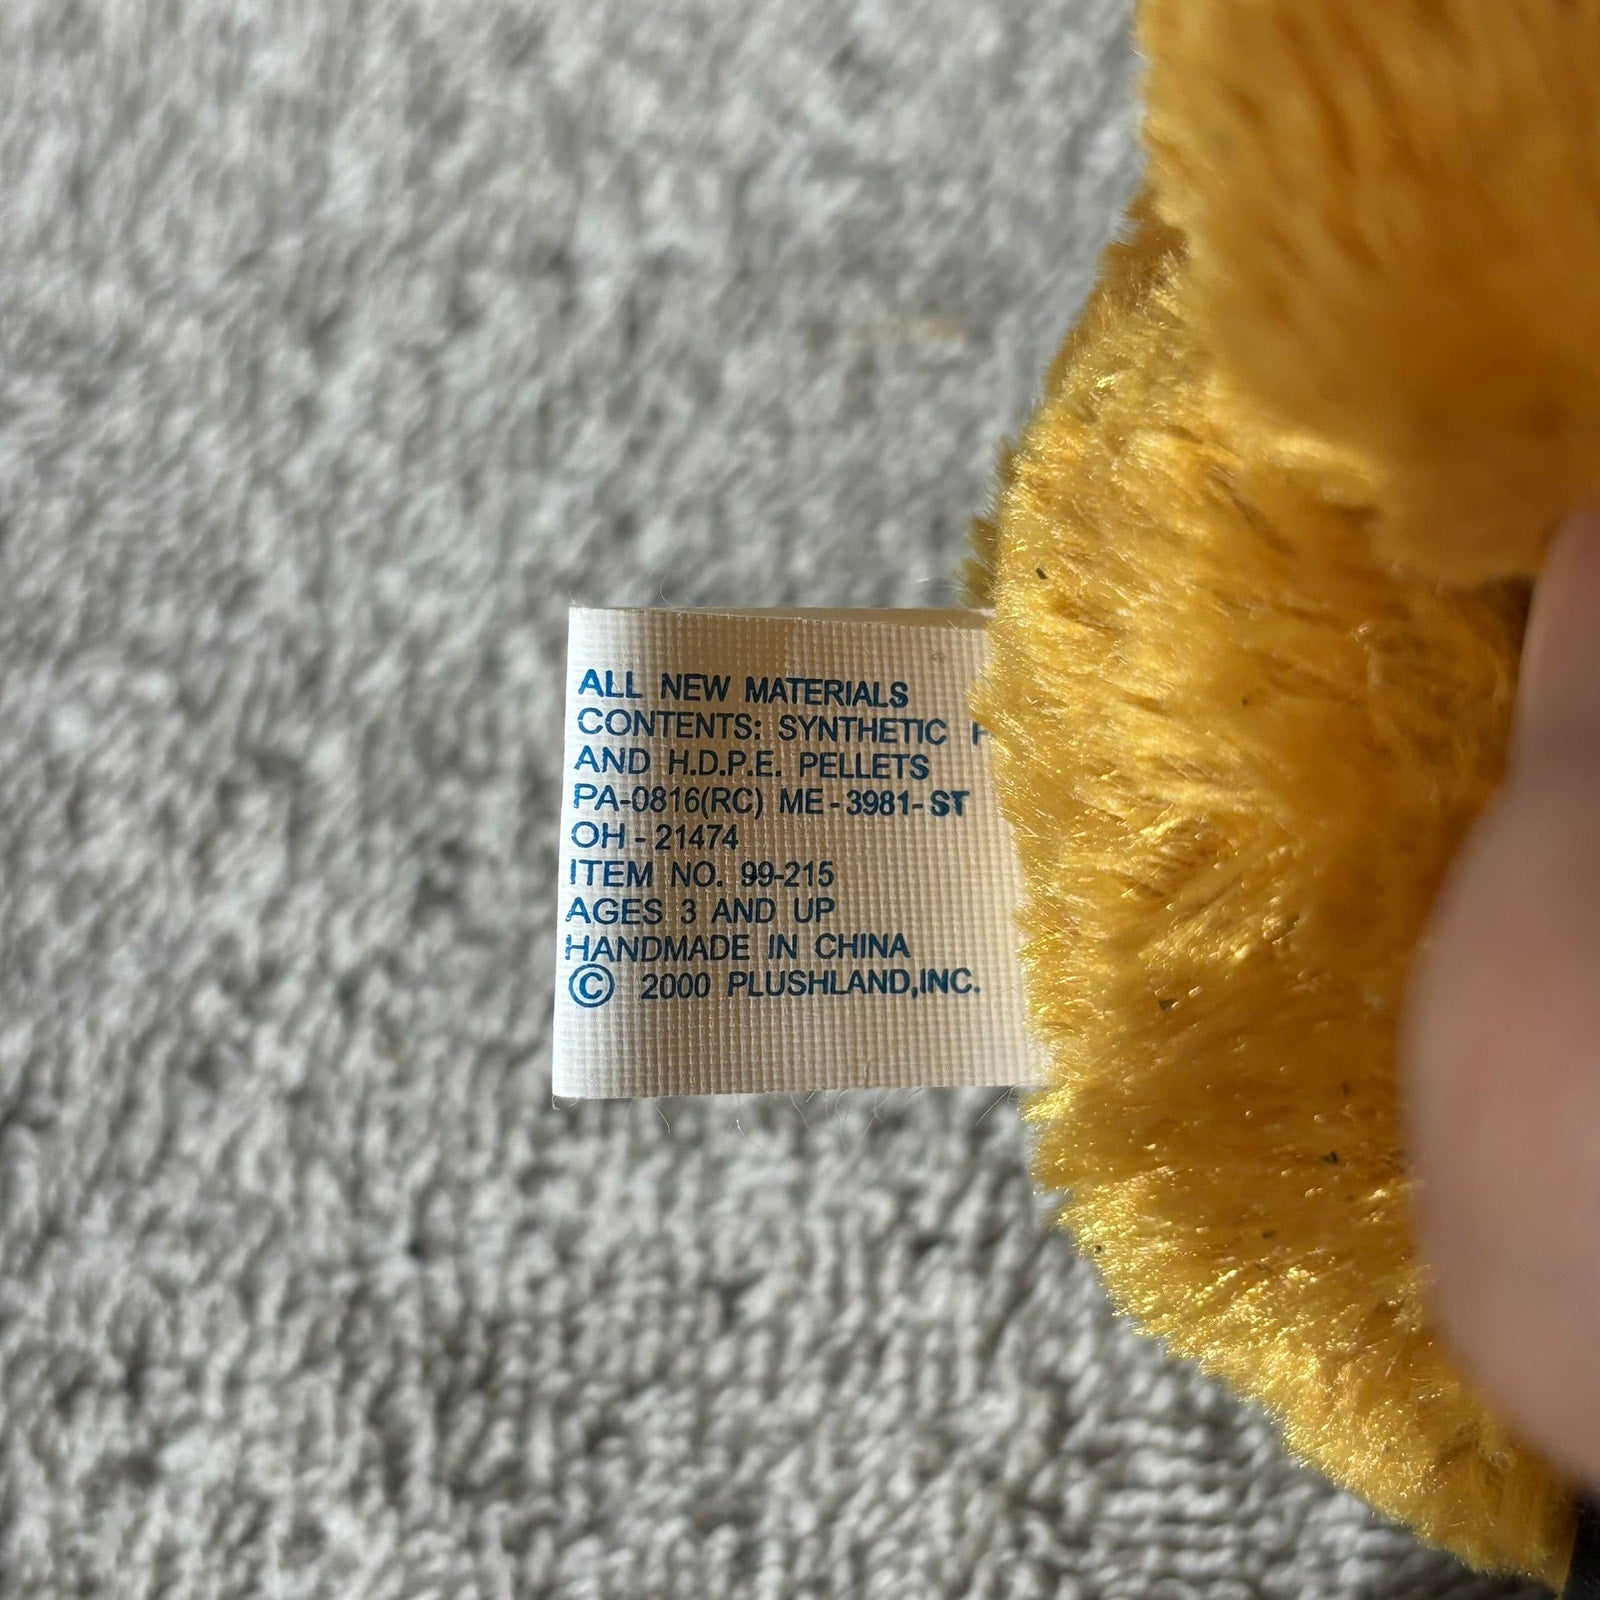 ALL NEW MATERIALS
CONTENTS: SYNTHETIC
AND H.D.P.E. PELLETS
PA-0816(RC) ME-3981-ST
OH-21474
ITEM NO. 99-215
AGES 3 AND UP
HANDMADE IN CHINA
© 2000 PLUSHLAND,INC.